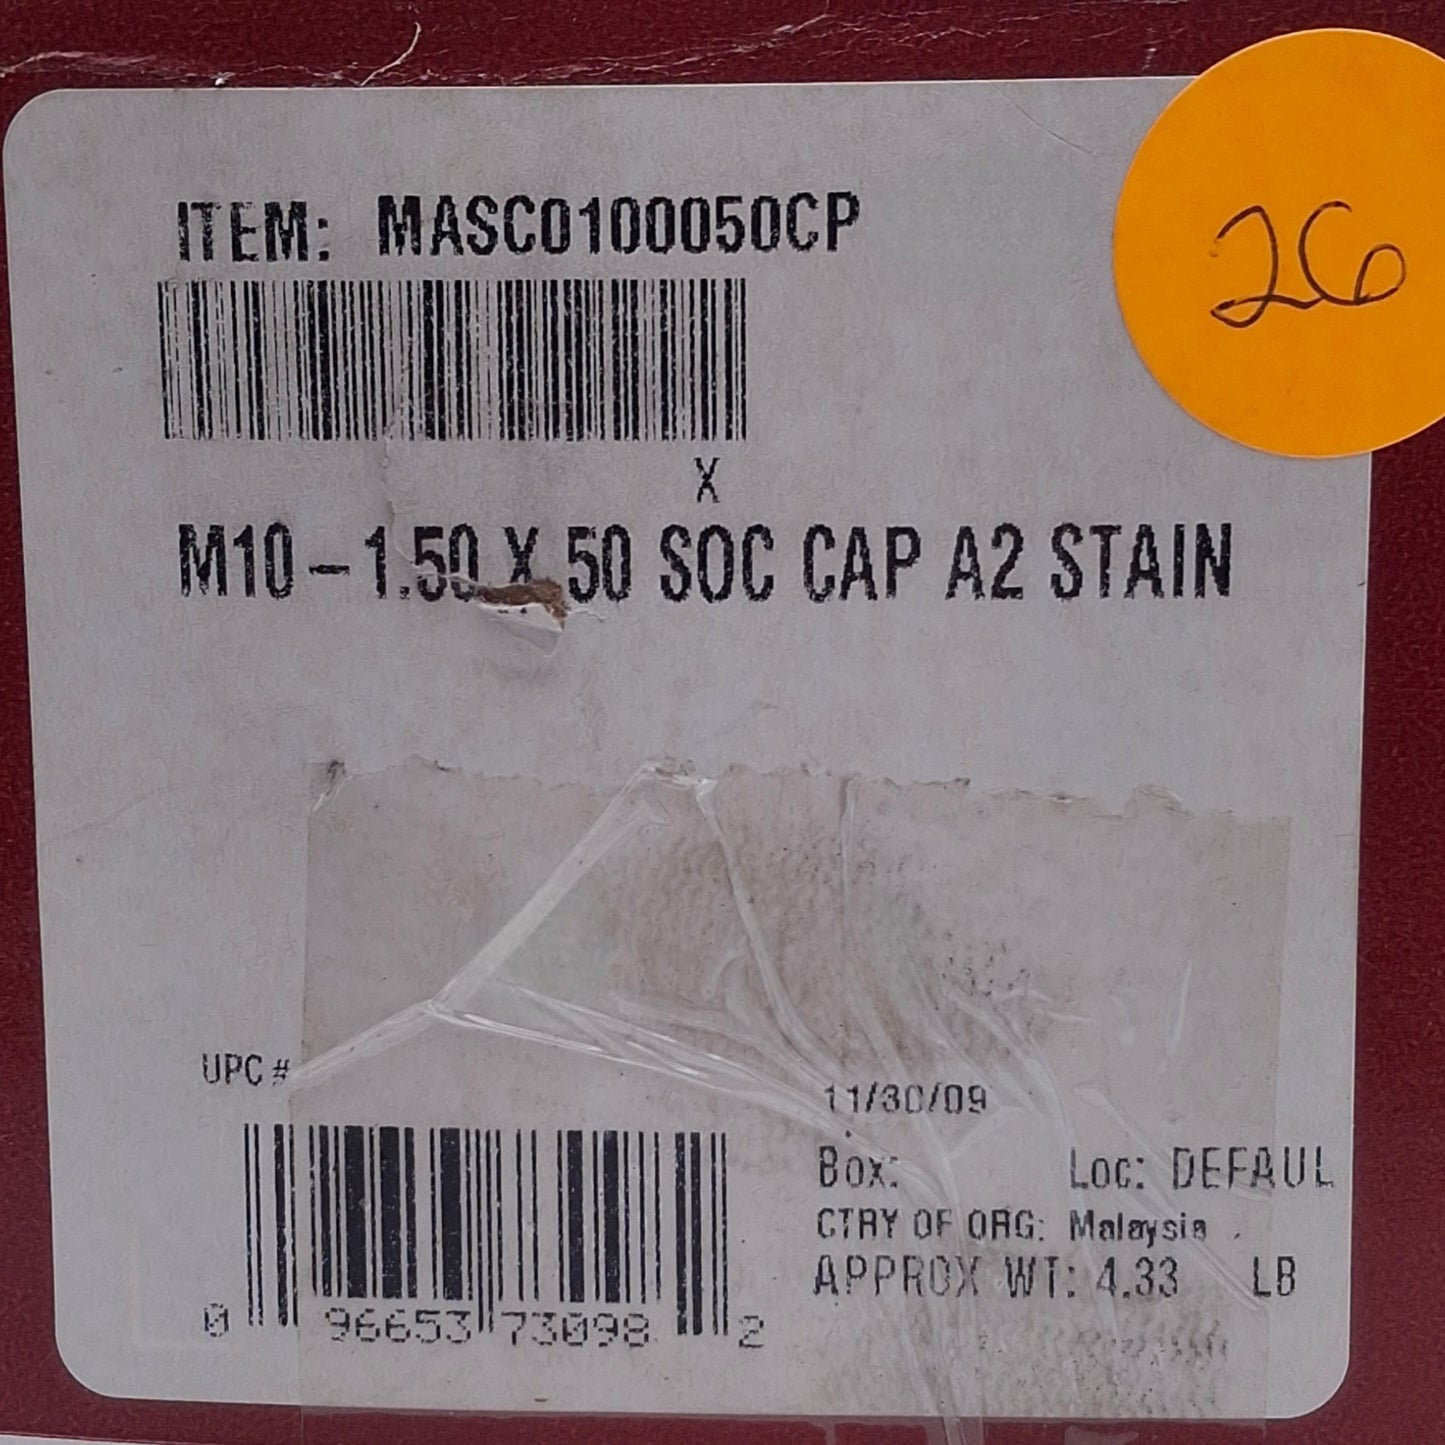 26
ITEM: MASC0100050CP
X
M10-1.50 X 50 SOC CAP A2 STAIN
UPC #
11/30/09
Box: Loc: DEFAUL
CTRY OF ORG: Malaysia
APPROX WT: 4.33 LB
0 96653 73098 2